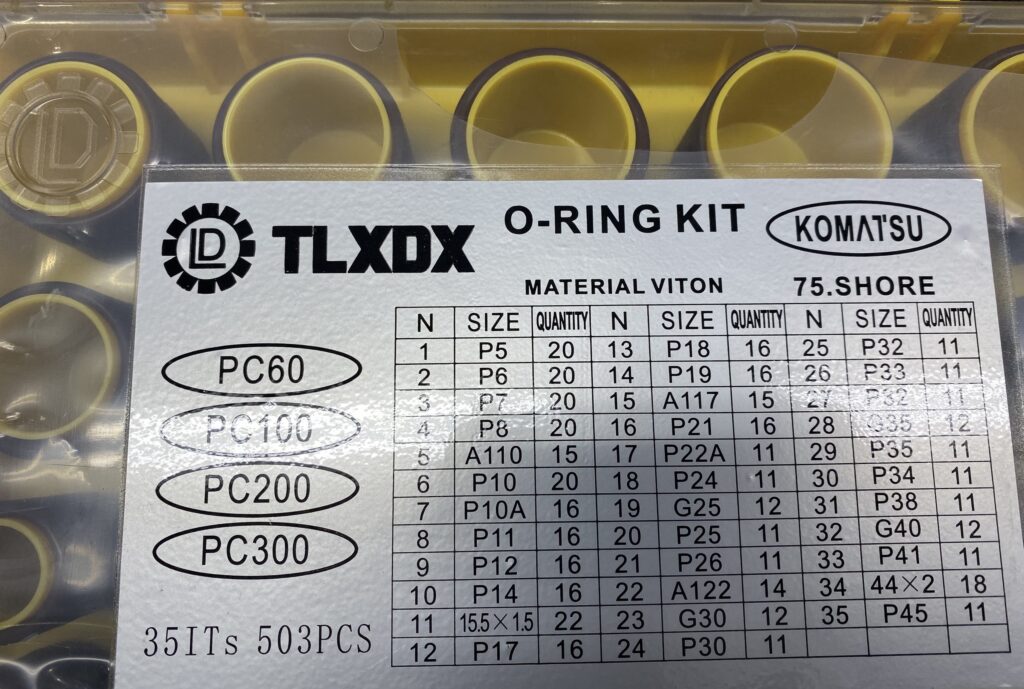 LD
LD TLXDX O-RING KIT KOMATSU
MATERIAL VITON 75.SHORE
PC60
PC100
PC200
PC300
35ITs 503PCS
N SIZE QUANTITY N SIZE QUANTITY N SIZE QUANTITY
1 P5 20 13 P18 16 25 P32 11
2 P6 20 14 P19 16 26 P33 11
3 P7 20 15 A117 15 27 P32 11
4 P8 20 16 P21 16 28 G35 12
5 A110 15 17 P22A 11 29 P35 11
6 P10 20 18 P24 11 30 P34 11
7 P10A 16 19 G25 12 31 P38 11
8 P11 16 20 P25 11 32 G40 12
9 P12 16 21 P26 11 33 P41 11
10 P14 16 22 A122 14 34 44×2 18
11 15.5×1.5 22 23 G30 12 35 P45 11
12 P17 16 24 P30 11